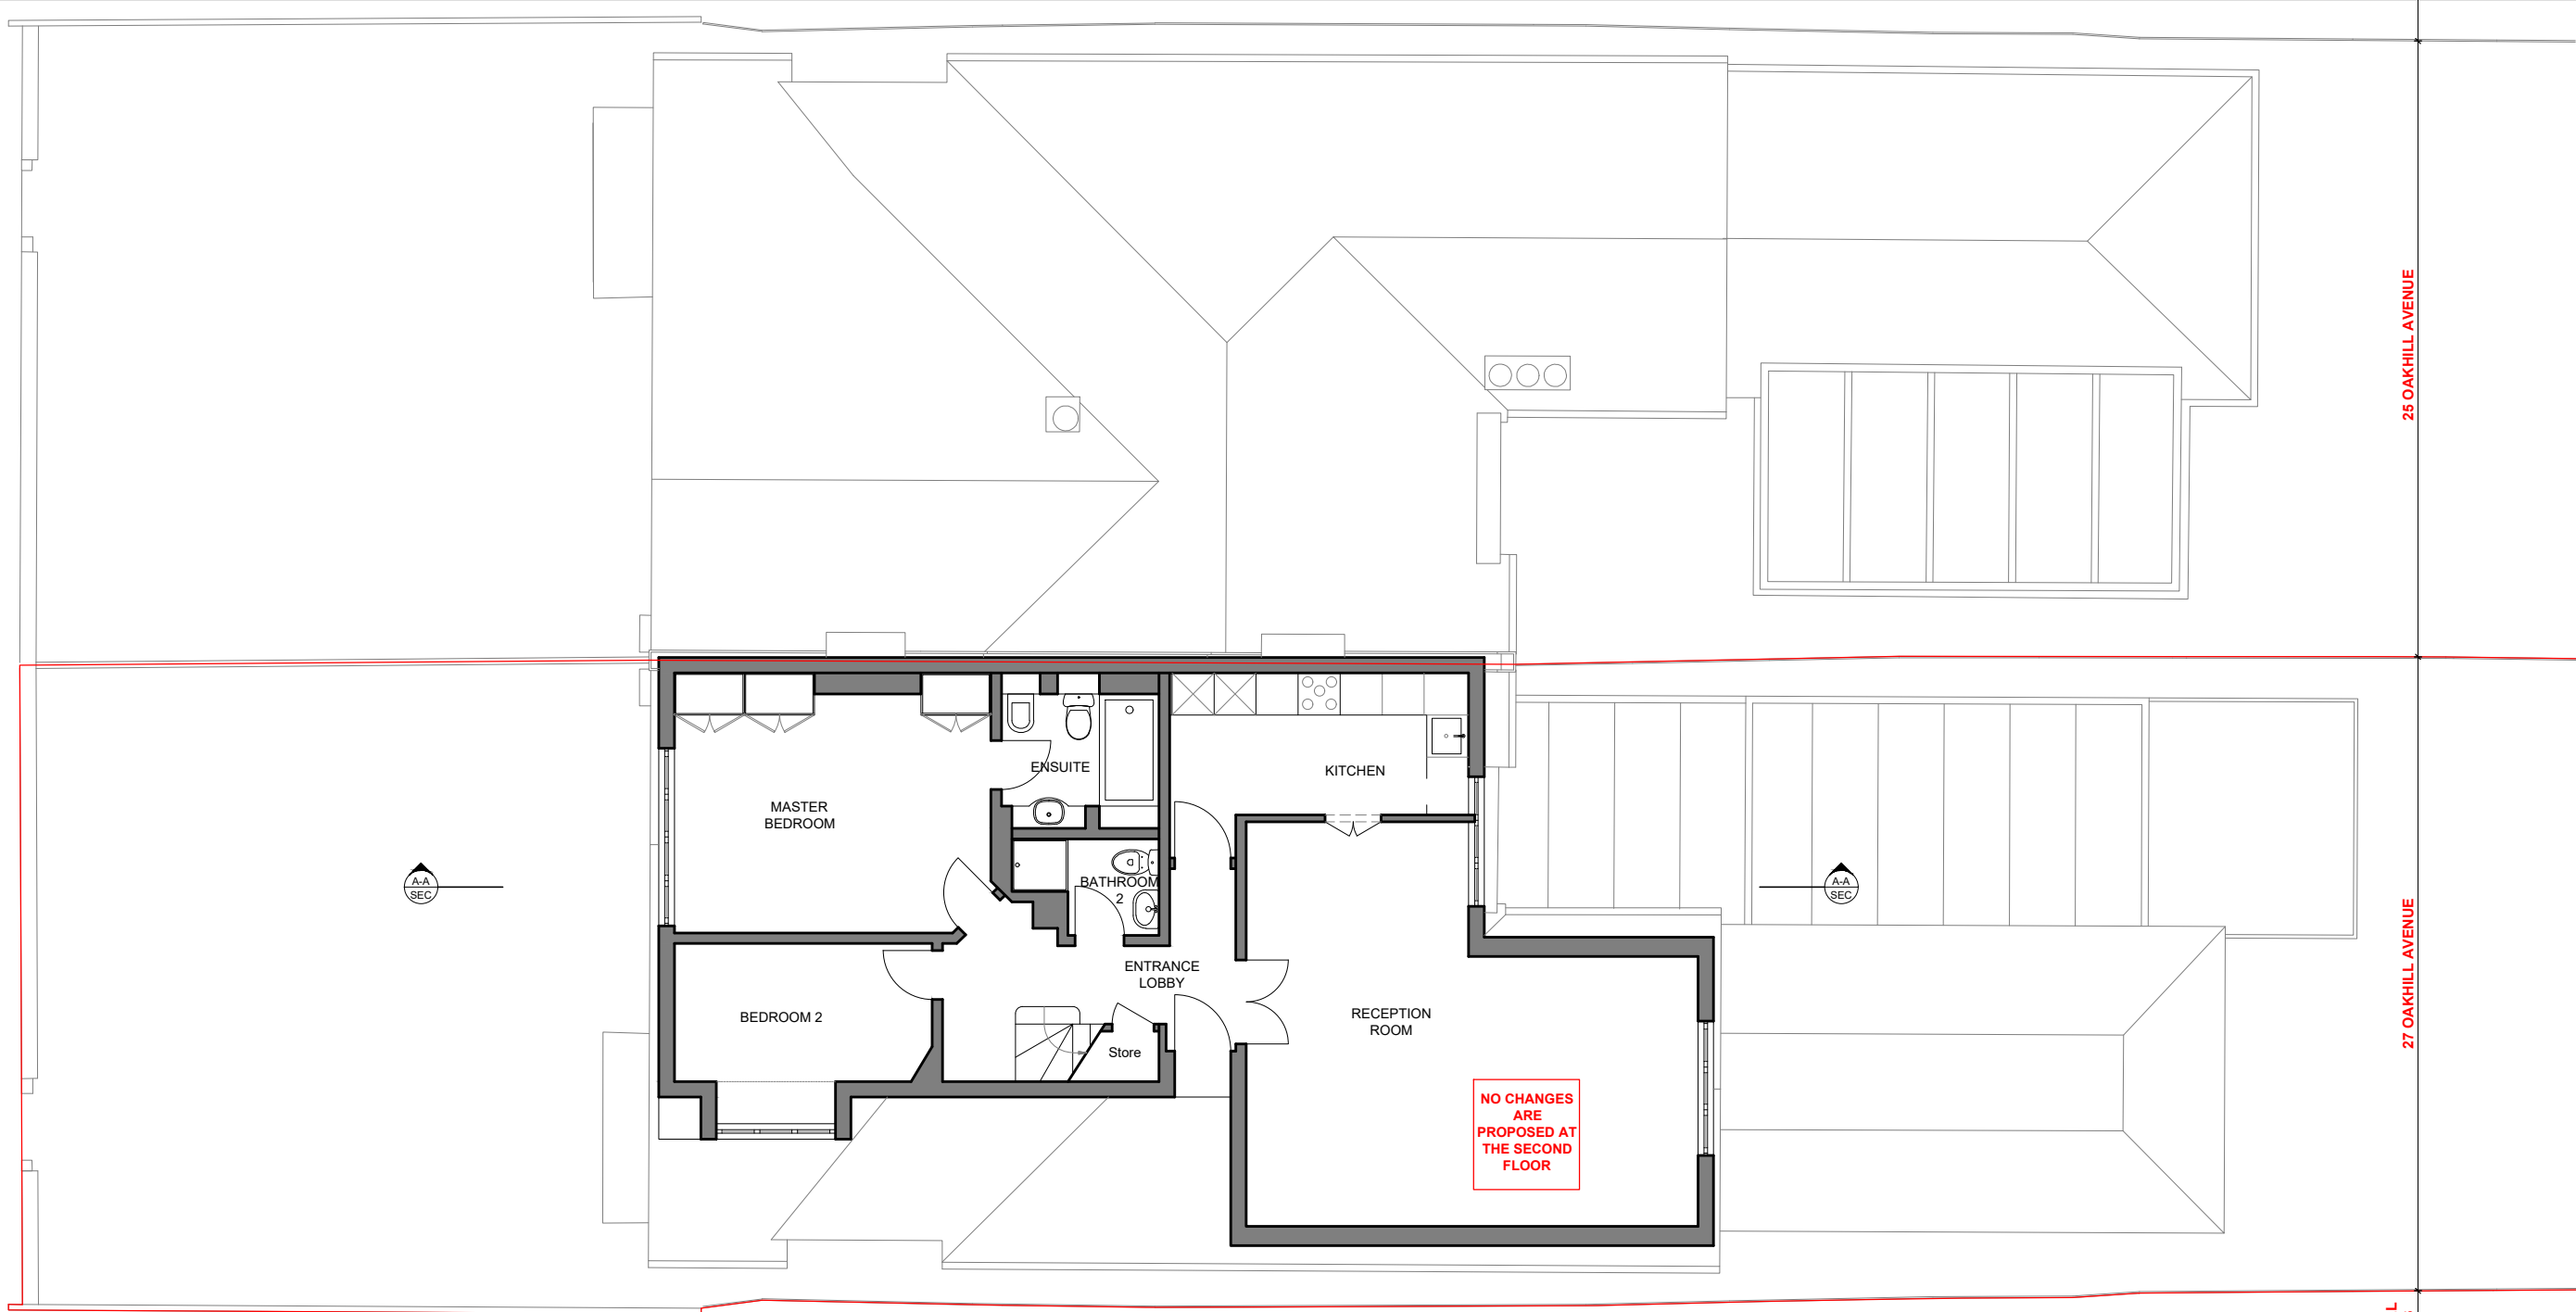 25 OAKHILL AVENUE
ENSUITE
KITCHEN
MASTER
BEDROOM
A-A
SEC
BATHROOM
2
A-A
SEC
ENTRANCE
LOBBY
27 OAKHILL AVENUE
BEDROOM 2
RECEPTION
ROOM
Store
NO CHANGES
ARE
PROPOSED AT
THE SECOND
FLOOR